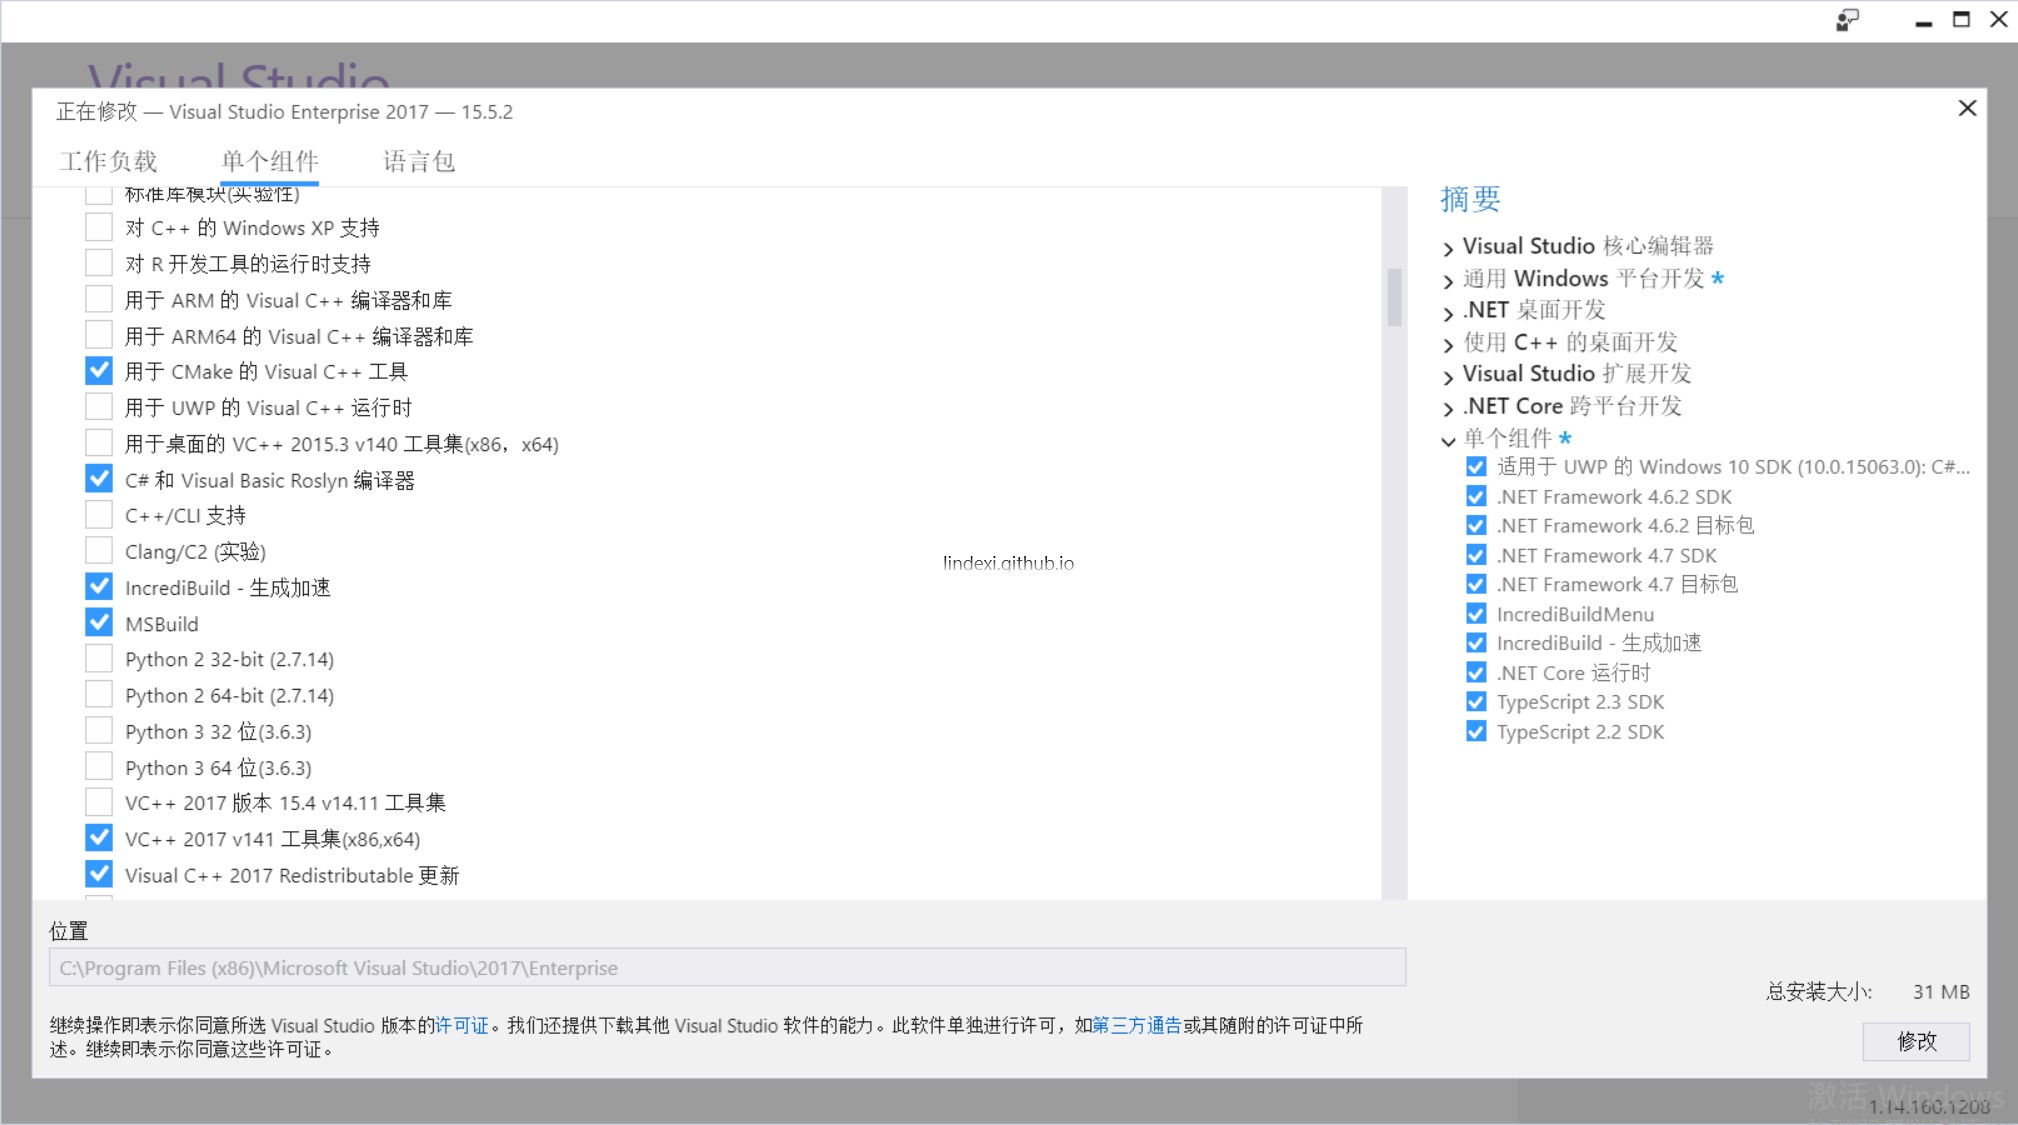 Visual Studio
正在修改 — Visual Studio Enterprise 2017 — 15.5.2
工作负载 单个组件 语言包
标准库模块(实验性)
对 C++ 的 Windows XP 支持
对 R 开发工具的运行时支持
用于 ARM 的 Visual C++ 编译器和库
用于 ARM64 的 Visual C++ 编译器和库
用于 CMake 的 Visual C++ 工具
用于 UWP 的 Visual C++ 运行时
用于桌面的 VC++ 2015.3 v140 工具集(x86，x64)
C# 和 Visual Basic Roslyn 编译器
C++/CLI 支持
Clang/C2 (实验)
IncrediBuild - 生成加速
MSBuild
Python 2 32-bit (2.7.14)
Python 2 64-bit (2.7.14)
Python 3 32 位(3.6.3)
Python 3 64 位(3.6.3)
VC++ 2017 版本 15.4 v14.11 工具集
VC++ 2017 v141 工具集(x86,x64)
Visual C++ 2017 Redistributable 更新
lindexi.github.io
摘要
Visual Studio 核心编辑器
通用 Windows 平台开发 *
.NET 桌面开发
使用 C++ 的桌面开发
Visual Studio 扩展开发
.NET Core 跨平台开发
单个组件 *
适用于 UWP 的 Windows 10 SDK (10.0.15063.0): C#...
.NET Framework 4.6.2 SDK
.NET Framework 4.6.2 目标包
.NET Framework 4.7 SDK
.NET Framework 4.7 目标包
IncrediBuildMenu
IncrediBuild - 生成加速
.NET Core 运行时
TypeScript 2.3 SDK
TypeScript 2.2 SDK
位置
C:\Program Files (x86)\Microsoft Visual Studio\2017\Enterprise
总安装大小: 31 MB
继续操作即表示你同意所选 Visual Studio 版本的许可证。我们还提供下载其他 Visual Studio 软件的能力。此软件单独进行许可，如第三方通告或其随附的许可证中所
述。继续即表示你同意这些许可证。
修改
激活 Windows
1.14.160.1208